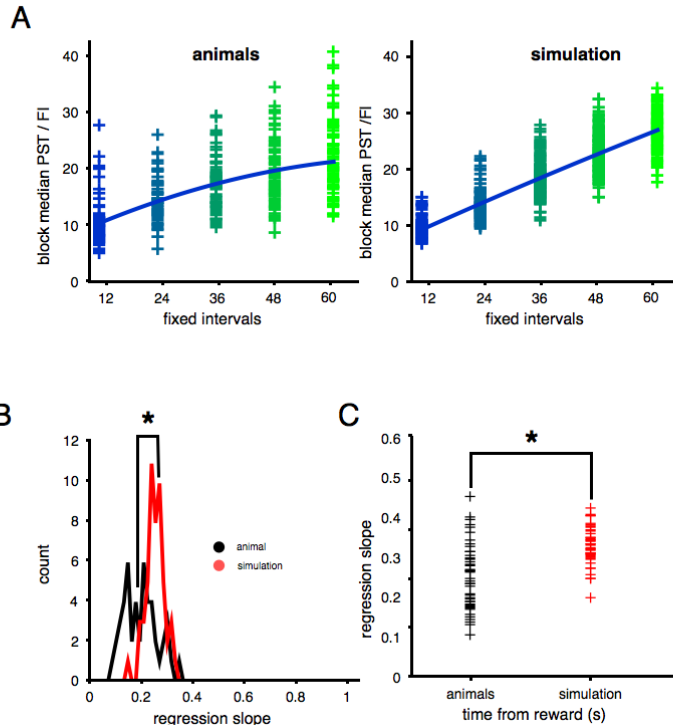 A
animals
block median PST / FI
40
30
20
10
0
12 24 36 48 60
fixed intervals
simulation
block median PST /FI
40
30
20
10
0
12 24 36 48 60
fixed intervals
B
*
count
12
10
8
6
4
2
0
animal
simulation
0 0.2 0.4 0.6 0.8 1
regression slope
C
*
regression slope
0.6
0.5
0.4
0.3
0.2
0.1
0
animals simulation
time from reward (s)